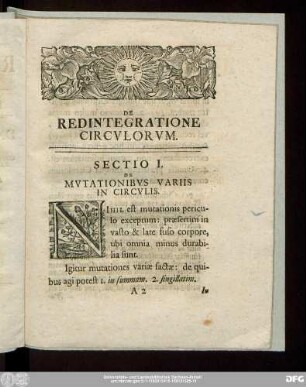 DE
REDINTEGRATIONE
CIRCVLORVM.
SECTIO I.
DE
MVTATIONIBVS VARIIS
IN CIRCVLIS.
NIhil est mutationis pericu-
lo exceptum: præsertim in
vasto & late fuso corpore,
ubi omnia minus durabi-
lia sunt.
Igitur mutationes variæ factæ: de qui-
bus agi potest 1. in summam. 2. singillatim.
A 2
In